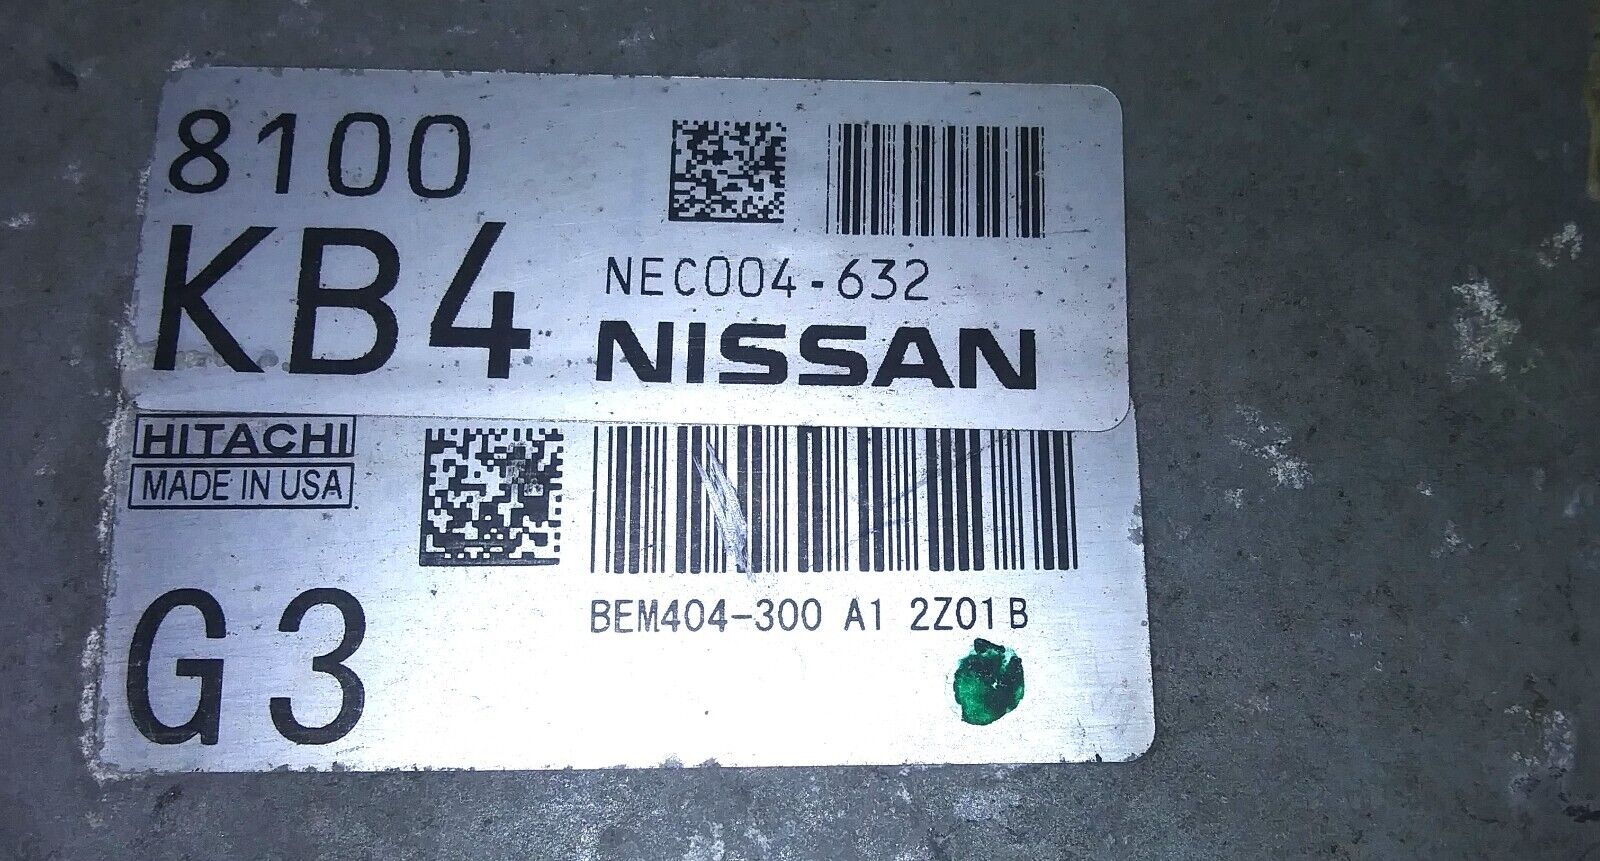 8100
KB4
NEC004-632
NISSAN
HITACHI
MADE IN USA
BEM404-300 A1 2Z01B
G3